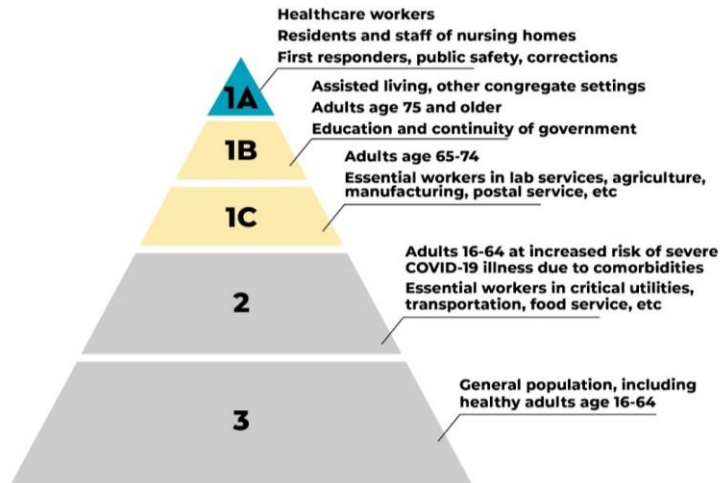 Healthcare workers
Residents and staff of nursing homes
First responders, public safety, corrections
1A
Assisted living, other congregate settings
Adults age 75 and older
Education and continuity of government
1B
Adults age 65-74
Essential workers in lab services, agriculture,
manufacturing, postal service, etc
1C
Adults 16-64 at increased risk of severe
COVID-19 illness due to comorbidities
Essential workers in critical utilities,
transportation, food service, etc
2
General population, including
healthy adults age 16-64
3